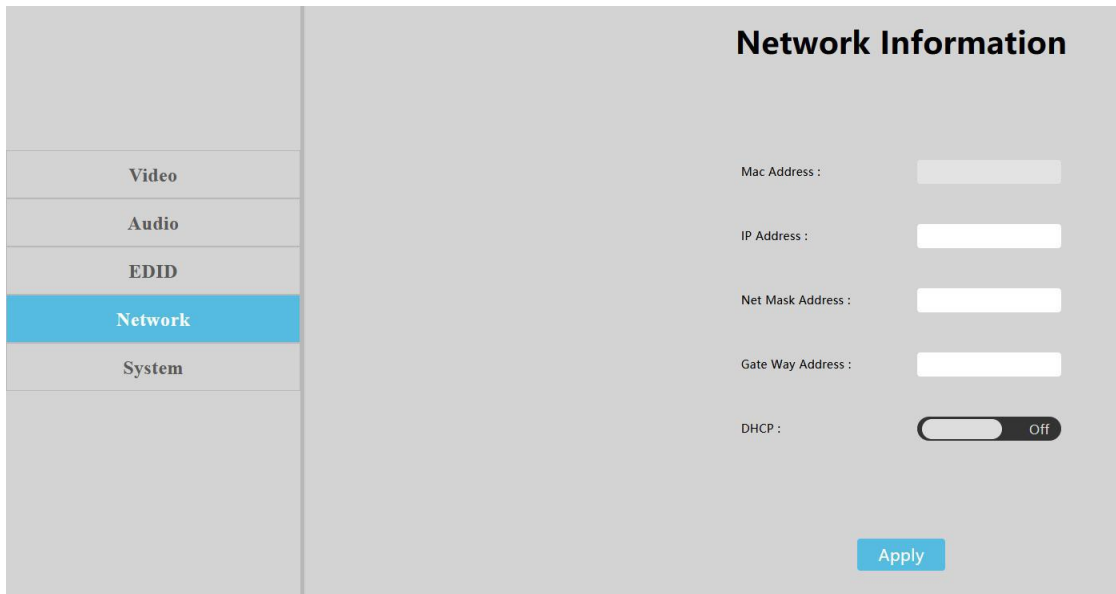 Network Information
Video
Audio
EDID
Network
System
Mac Address :
IP Address :
Net Mask Address :
Gate Way Address :
DHCP :
Off
Apply